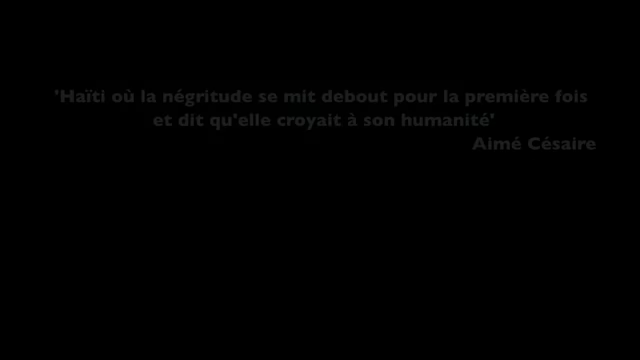 'Haïti où la négritude se mit debout pour la première fois
et dit qu'elle croyait à son humanité'
Aimé Césaire